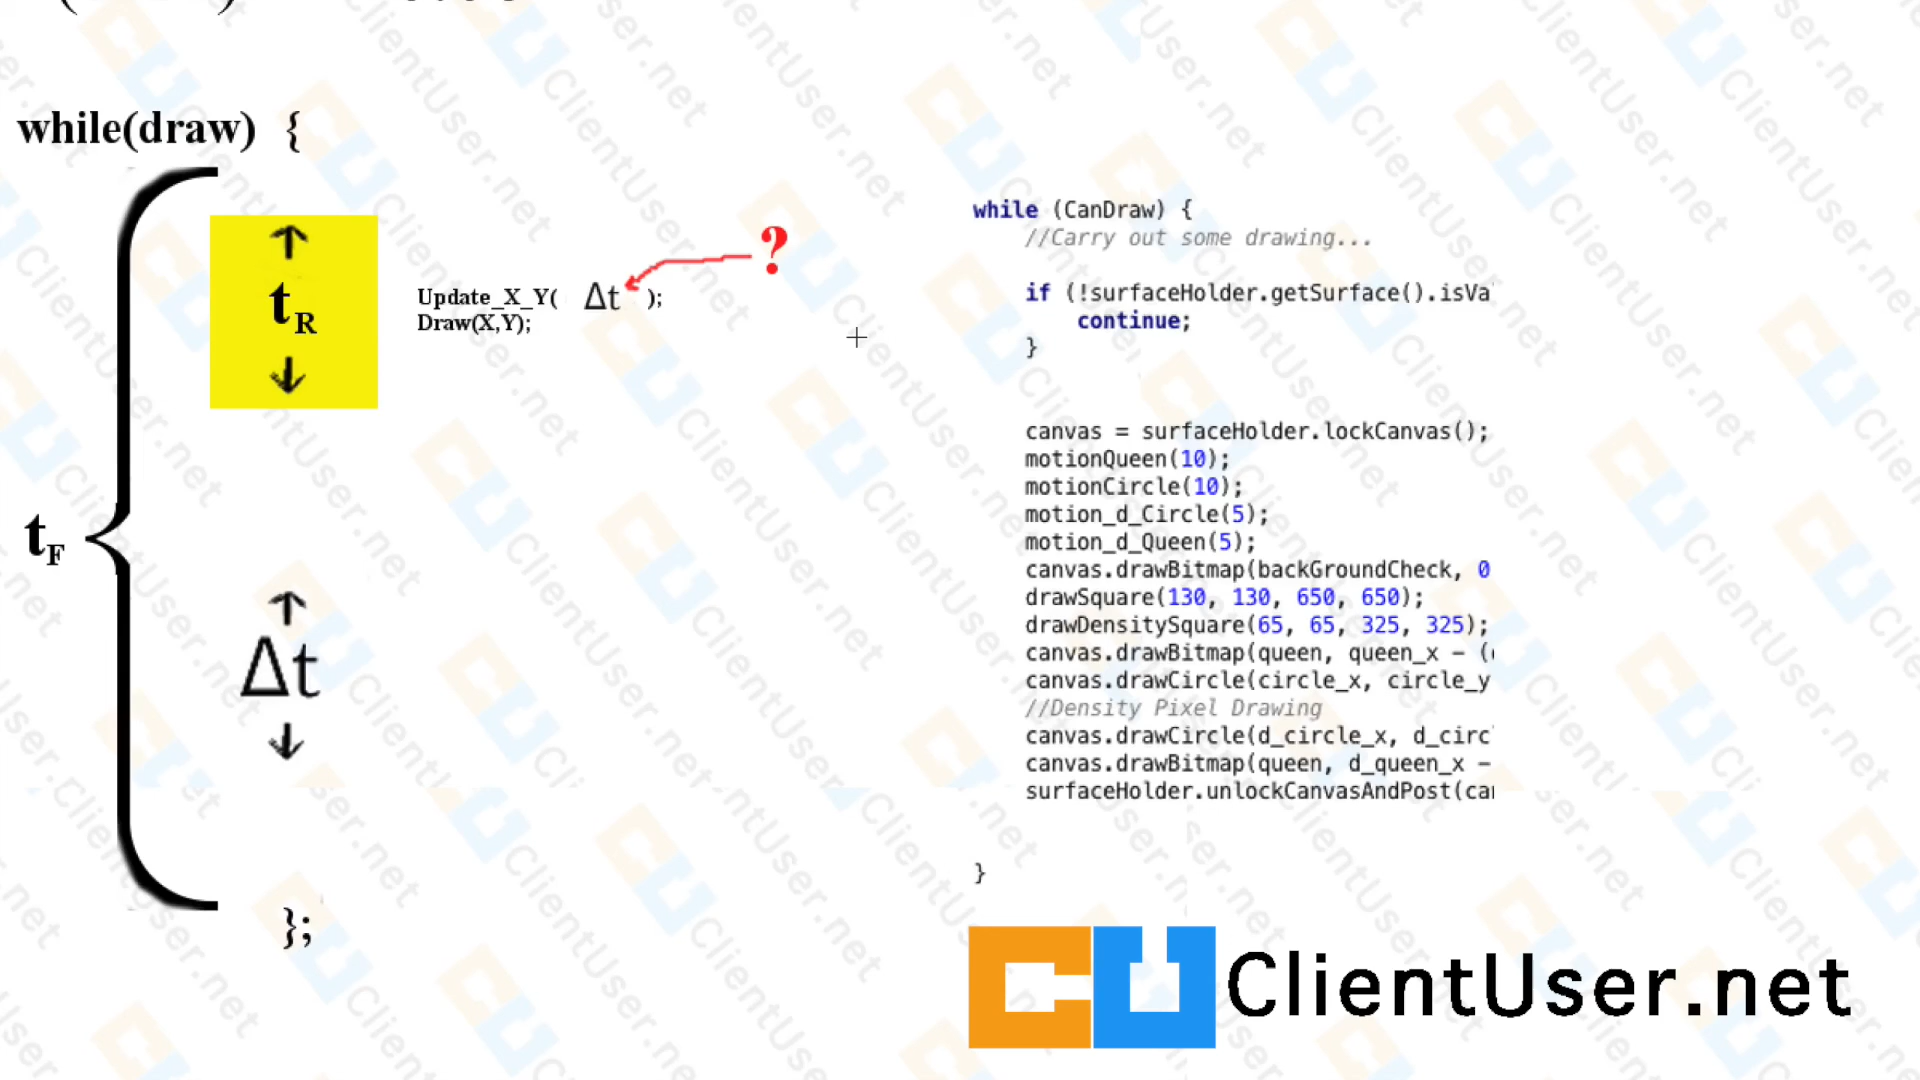 while(draw) {
tR
Update_X_Y( Δt );
Draw(X,Y);
?
tF
Δt
};
while (CanDraw) {
//Carry out some drawing...
if (!surfaceHolder.getSurface().isVa
continue;
}
canvas = surfaceHolder.lockCanvas();
motionQueen(10);
motionCircle(10);
motion_d_Circle(5);
motion_d_Queen(5);
canvas.drawBitmap(backGroundCheck, 0
drawSquare(130, 130, 650, 650);
drawDensitySquare(65, 65, 325, 325);
canvas.drawBitmap(queen, queen_x - (
canvas.drawCircle(circle_x, circle_y
//Density Pixel Drawing
canvas.drawCircle(d_circle_x, d_circ
canvas.drawBitmap(queen, d_queen_x -
surfaceHolder.unlockCanvasAndPost(ca
}
CU ClientUser.net